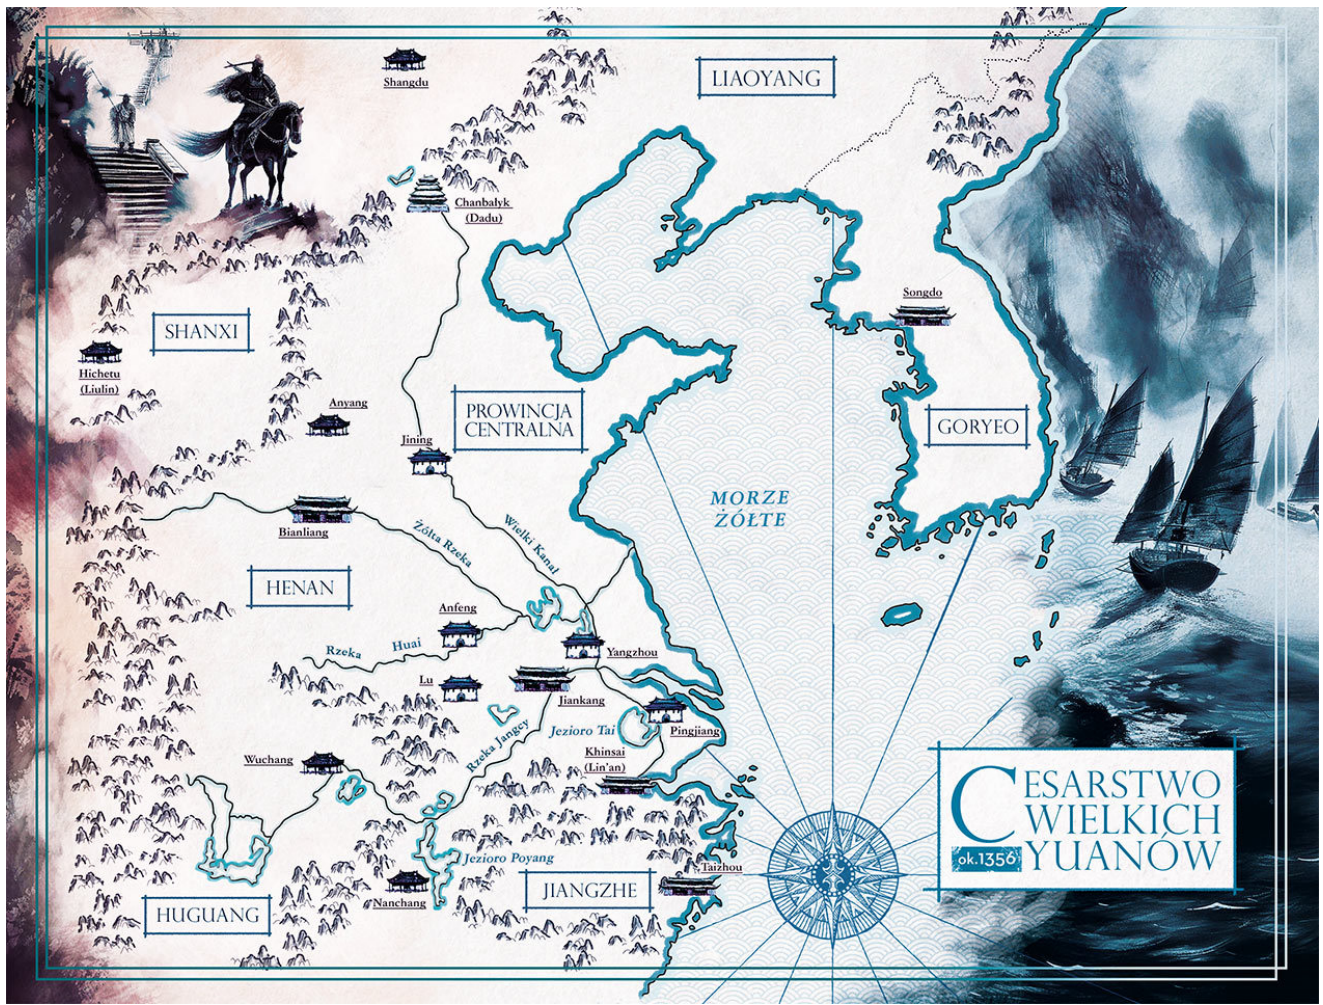 Shangdu
LIAOYANG
Chanbalyk
(Dadu)
Songdo
SHANXI
Hichetu
(Liulin)
Anyang
PROWINCJA
CENTRALNA
GORYEO
Jining
MORZE
ŻÓŁTE
Bianliang
Żółta Rzeka
Wielki Kanał
HENAN
Anfeng
Rzeka Huai
Yangzhou
Lu
Jiankang
Rzeka Jangcy
Jezioro Tai
Pingjiang
Khinsai
(Lin'an)
Wuchang
Jezioro Poyang
Taizhou
Nanchang
JIANGZHE
HUGUANG
CESARSTWO
WIELKICH
YUANÓW
ok.1356